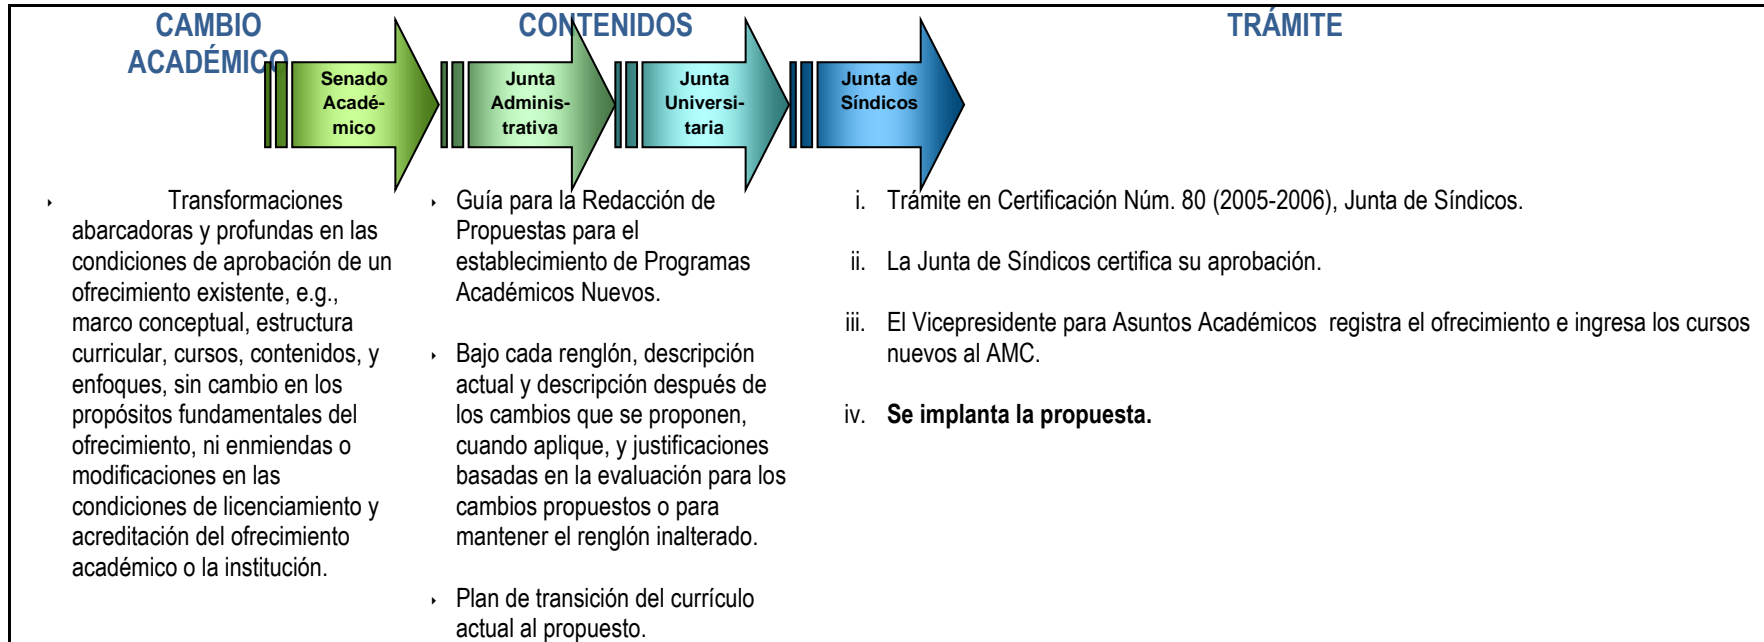 CAMBIO
ACADÉMICO
CONTENIDOS
TRÁMITE
Senado
Acadé-
mico
Junta
Adminis-
trativa
Junta
Universi-
taria
Junta de
Síndicos
‣ Transformaciones
abarcadoras y profundas en las
condiciones de aprobación de un
ofrecimiento existente, e.g.,
marco conceptual, estructura
curricular, cursos, contenidos, y
enfoques, sin cambio en los
propósitos fundamentales del
ofrecimiento, ni enmiendas o
modificaciones en las
condiciones de licenciamiento y
acreditación del ofrecimiento
académico o la institución.
‣ Guía para la Redacción de
Propuestas para el
establecimiento de Programas
Académicos Nuevos.
‣ Bajo cada renglón, descripción
actual y descripción después de
los cambios que se proponen,
cuando aplique, y justificaciones
basadas en la evaluación para los
cambios propuestos o para
mantener el renglón inalterado.
‣ Plan de transición del currículo
actual al propuesto.
i. Trámite en Certificación Núm. 80 (2005-2006), Junta de Síndicos.
ii. La Junta de Síndicos certifica su aprobación.
iii. El Vicepresidente para Asuntos Académicos registra el ofrecimiento e ingresa los cursos
nuevos al AMC.
iv. Se implanta la propuesta.